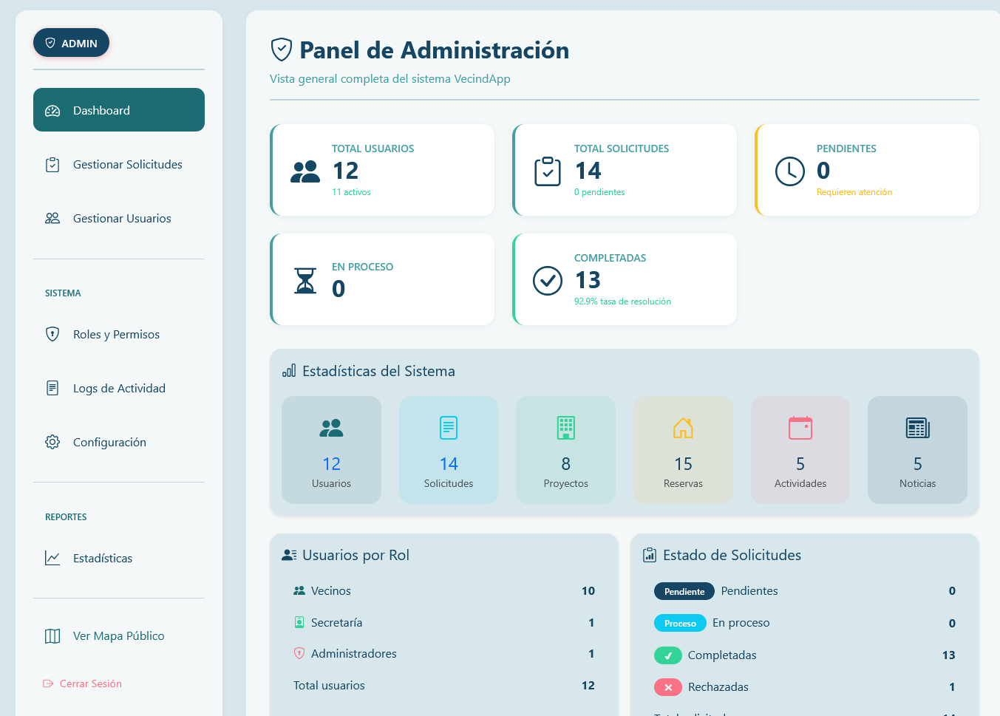 ADMIN
Dashboard
Gestionar Solicitudes
Gestionar Usuarios
SISTEMA
Roles y Permisos
Logs de Actividad
Configuración
REPORTES
Estadísticas
Ver Mapa Público
Cerrar Sesión
Panel de Administración
Vista general completa del sistema VecindApp
TOTAL USUARIOS
12
11 activos
TOTAL SOLICITUDES
14
0 pendientes
PENDIENTES
0
Requieren atención
EN PROCESO
0
COMPLETADAS
13
92.9% tasa de resolución
Estadísticas del Sistema
12
Usuarios
14
Solicitudes
8
Proyectos
15
Reservas
5
Actividades
5
Noticias
Usuarios por Rol
Vecinos 10
Secretaría 1
Administradores 1
Total usuarios 12
Estado de Solicitudes
Pendiente Pendientes 0
Proceso En proceso 0
Completadas 13
Rechazadas 1